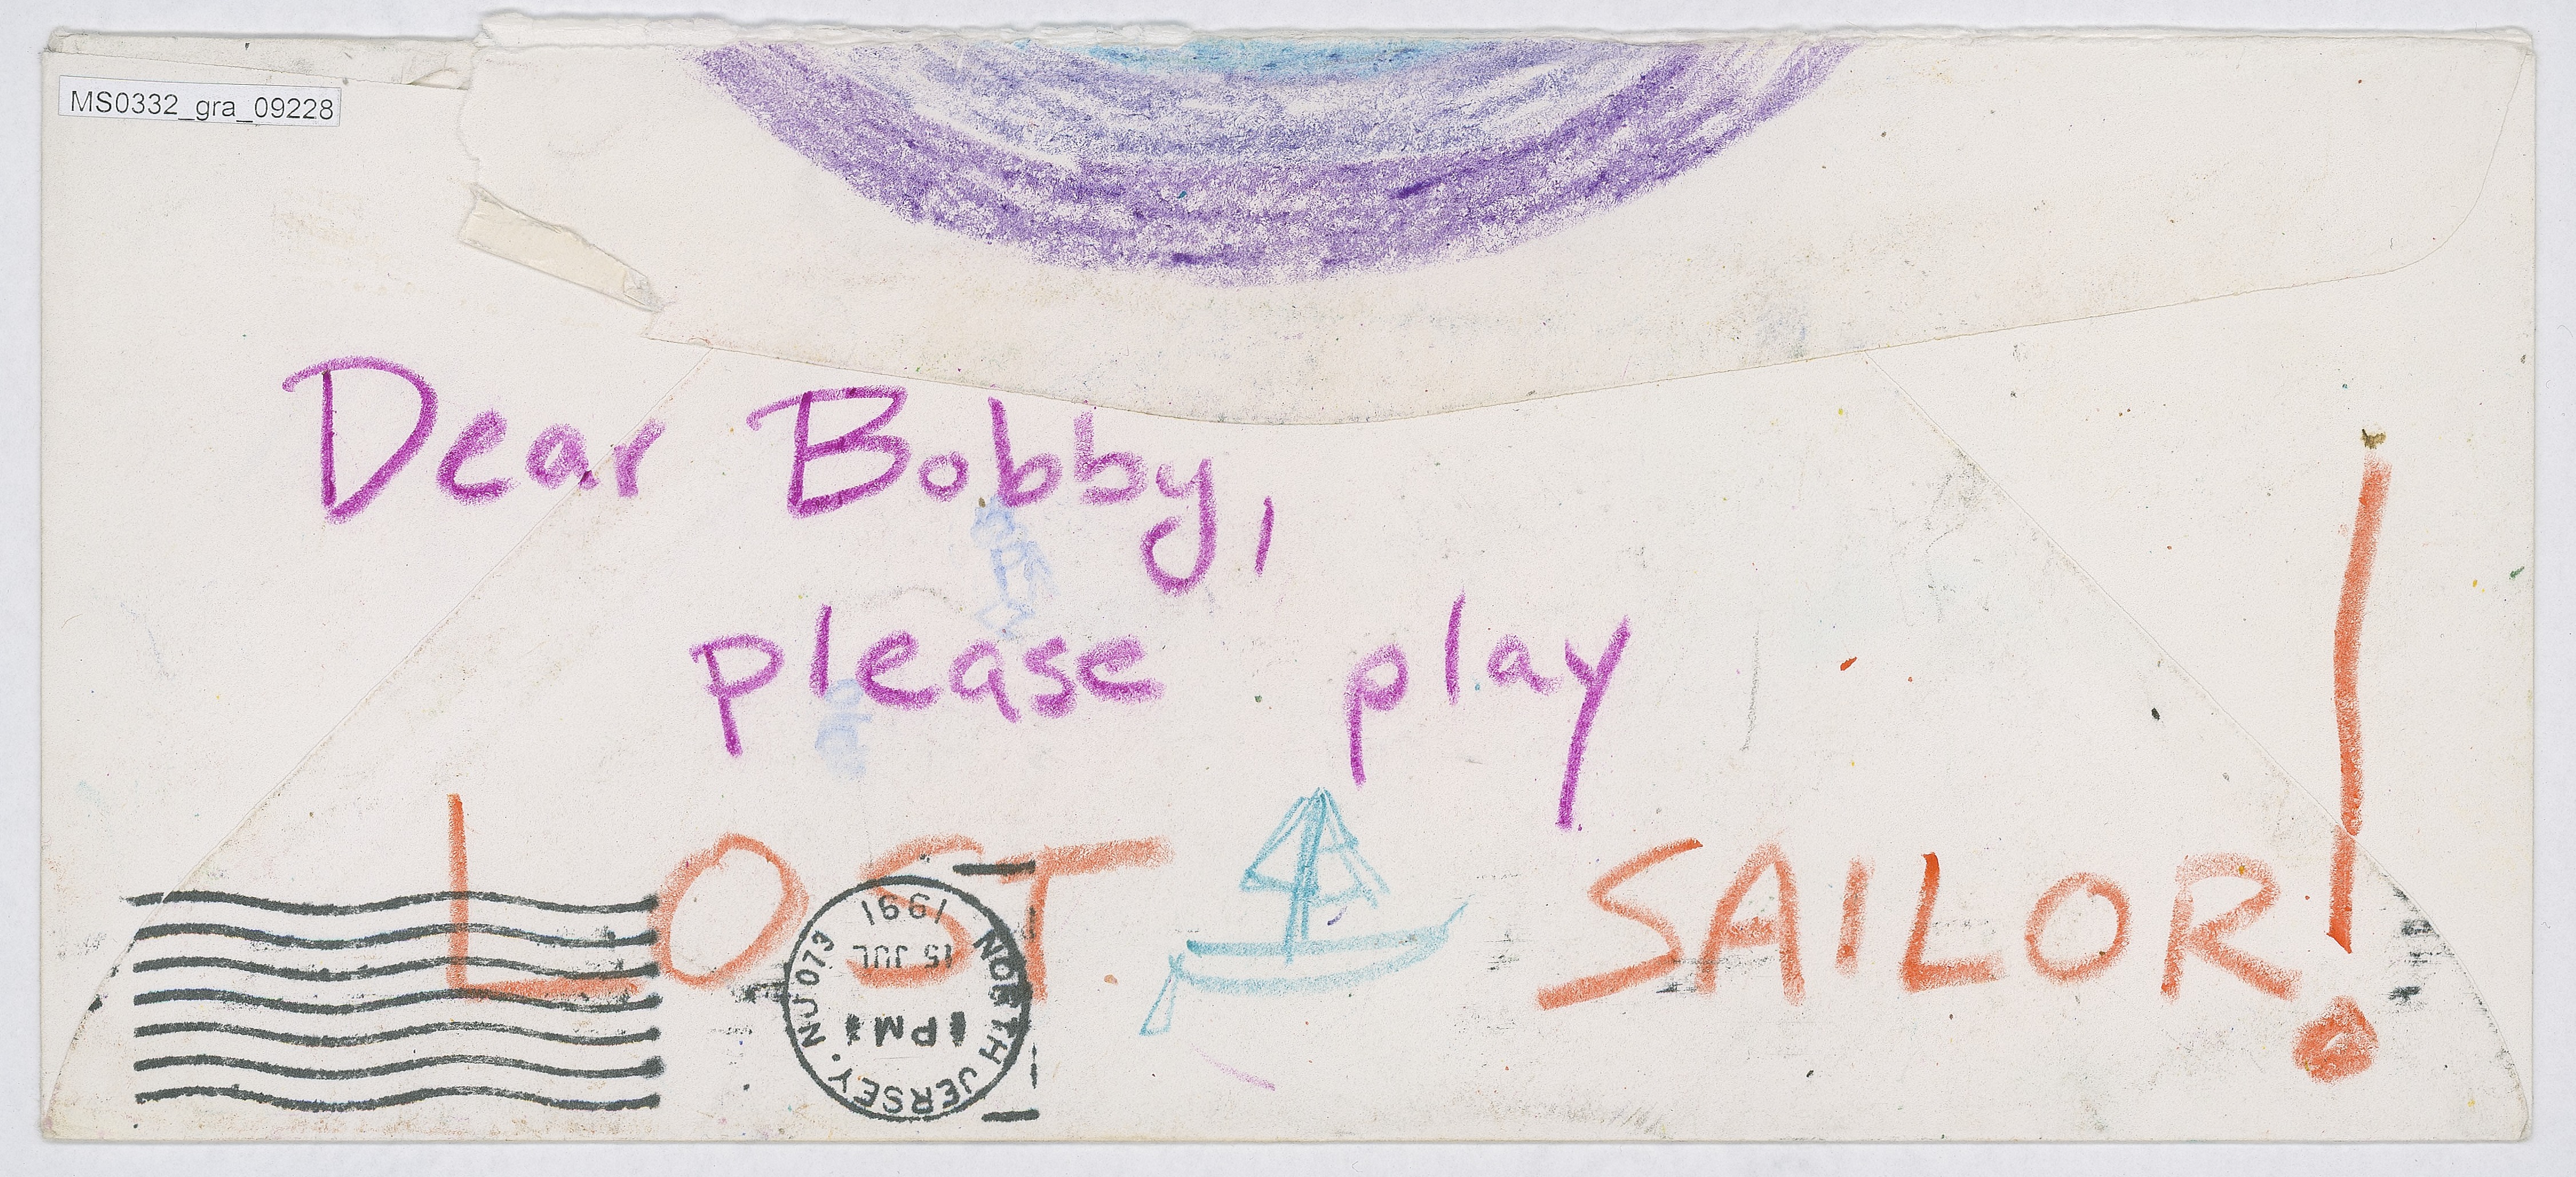 MS0332_gra_09228
Dear Bobby,
please play
LOST SAILOR!
NORTH JERSEY. NJ 073
PM
15 JUL
1991